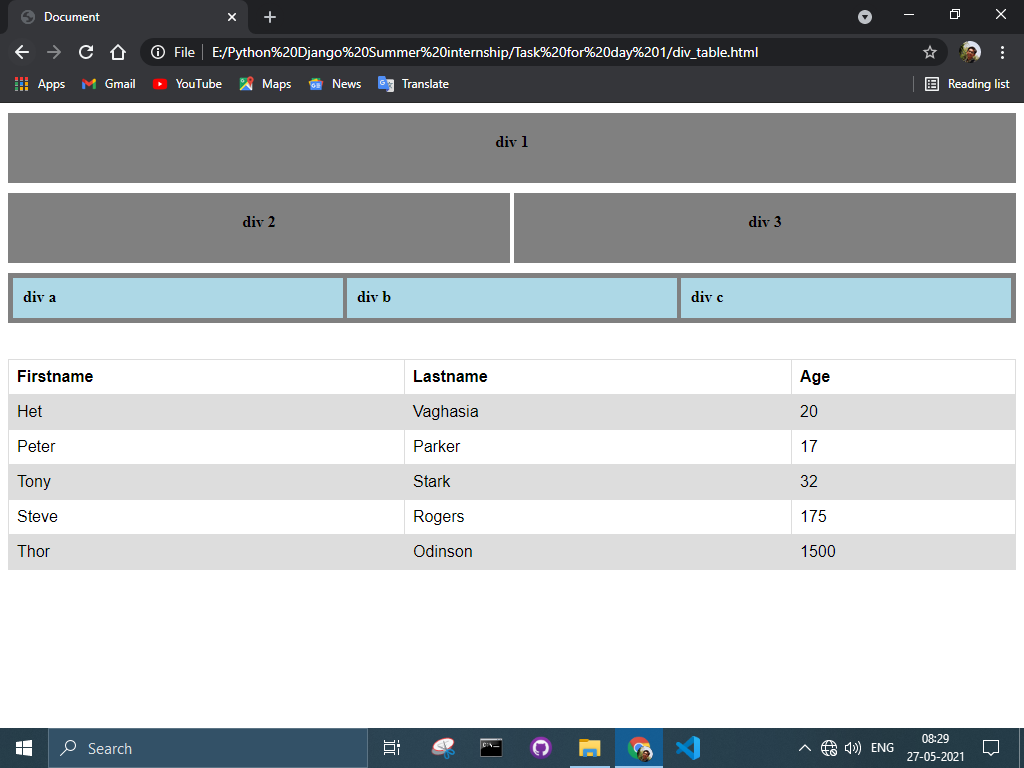 Document
File E:/Python%20Django%20Summer%20internship/Task%20for%20day%201/div_table.html
Apps Gmail YouTube Maps News Translate Reading list
div 1
div 2 div 3
div a div b div c
Firstname Lastname Age
Het Vaghasia 20
Peter Parker 17
Tony Stark 32
Steve Rogers 175
Thor Odinson 1500
Search ENG 08:29
27-05-2021